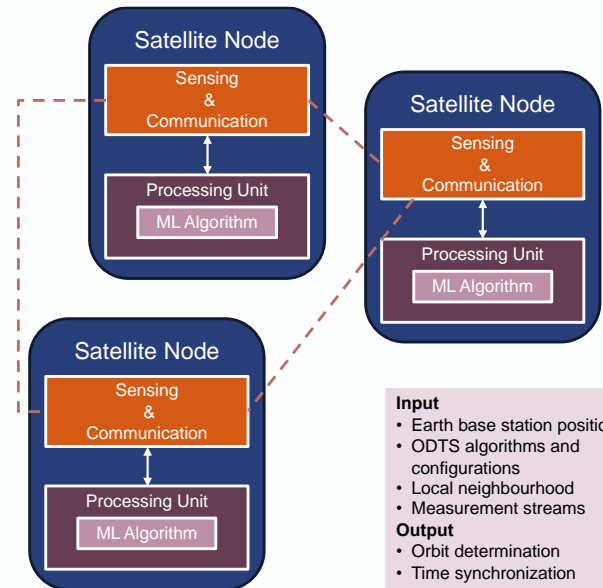 Satellite Node
Sensing
&
Communication
Processing Unit
ML Algorithm
Satellite Node
Sensing
&
Communication
Processing Unit
ML Algorithm
Satellite Node
Sensing
&
Communication
Processing Unit
ML Algorithm
Input
• Earth base station positio
• ODTS algorithms and
configurations
• Local neighbourhood
• Measurement streams
Output
• Orbit determination
• Time synchronization